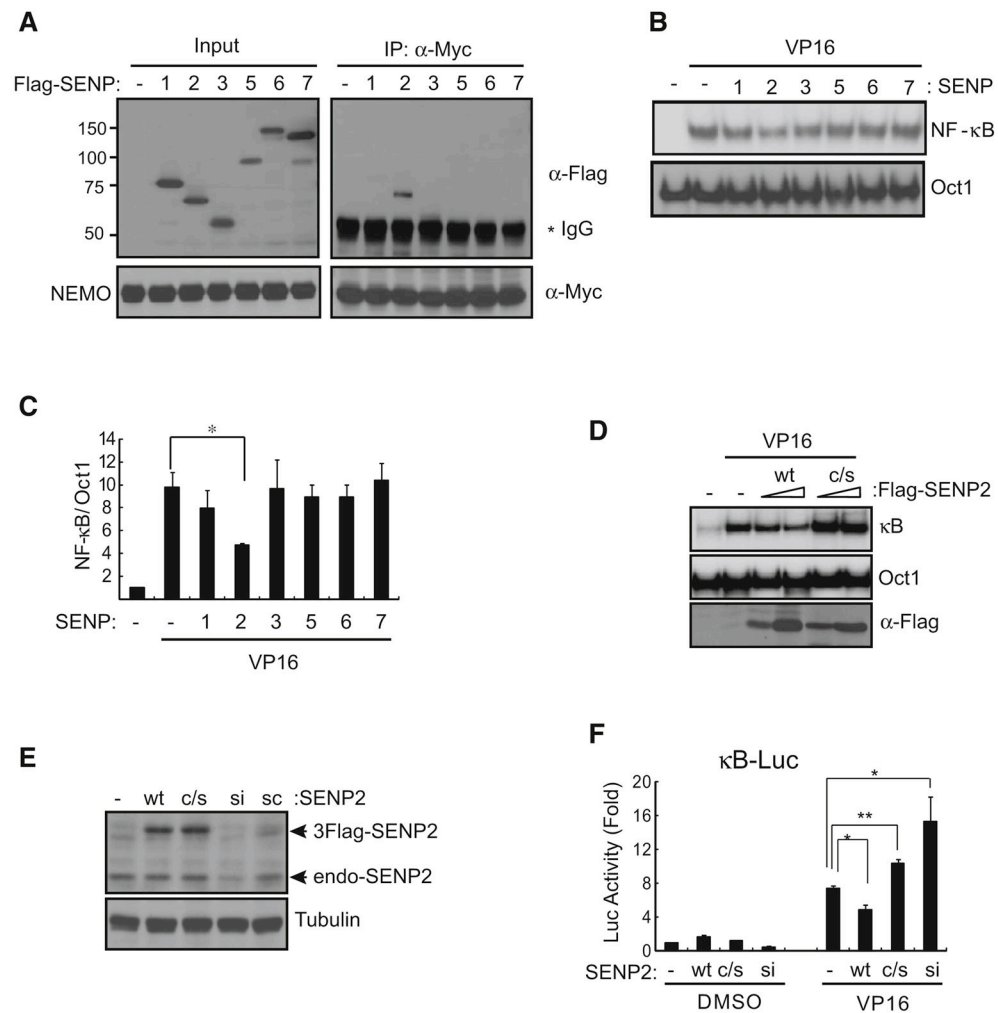 A
Input
IP: α-Myc
Flag-SENP: - 1 2 3 5 6 7
- 1 2 3 5 6 7
150
100
75
50
α-Flag
* IgG
NEMO
α-Myc
B
VP16
- - 1 2 3 5 6 7 : SENP
NF-κB
Oct1
C
NF-κB/Oct1
14
12
10
8
6
4
2
*
SENP: - - 1 2 3 5 6 7
VP16
D
VP16
wt c/s
- - :Flag-SENP2
κB
Oct1
α-Flag
E
- wt c/s si sc :SENP2
3Flag-SENP2
endo-SENP2
Tubulin
F
κB-Luc
Luc Activity (Fold)
20
16
12
8
4
0
*
**
*
SENP2: - wt c/s si - wt c/s si
DMSO VP16